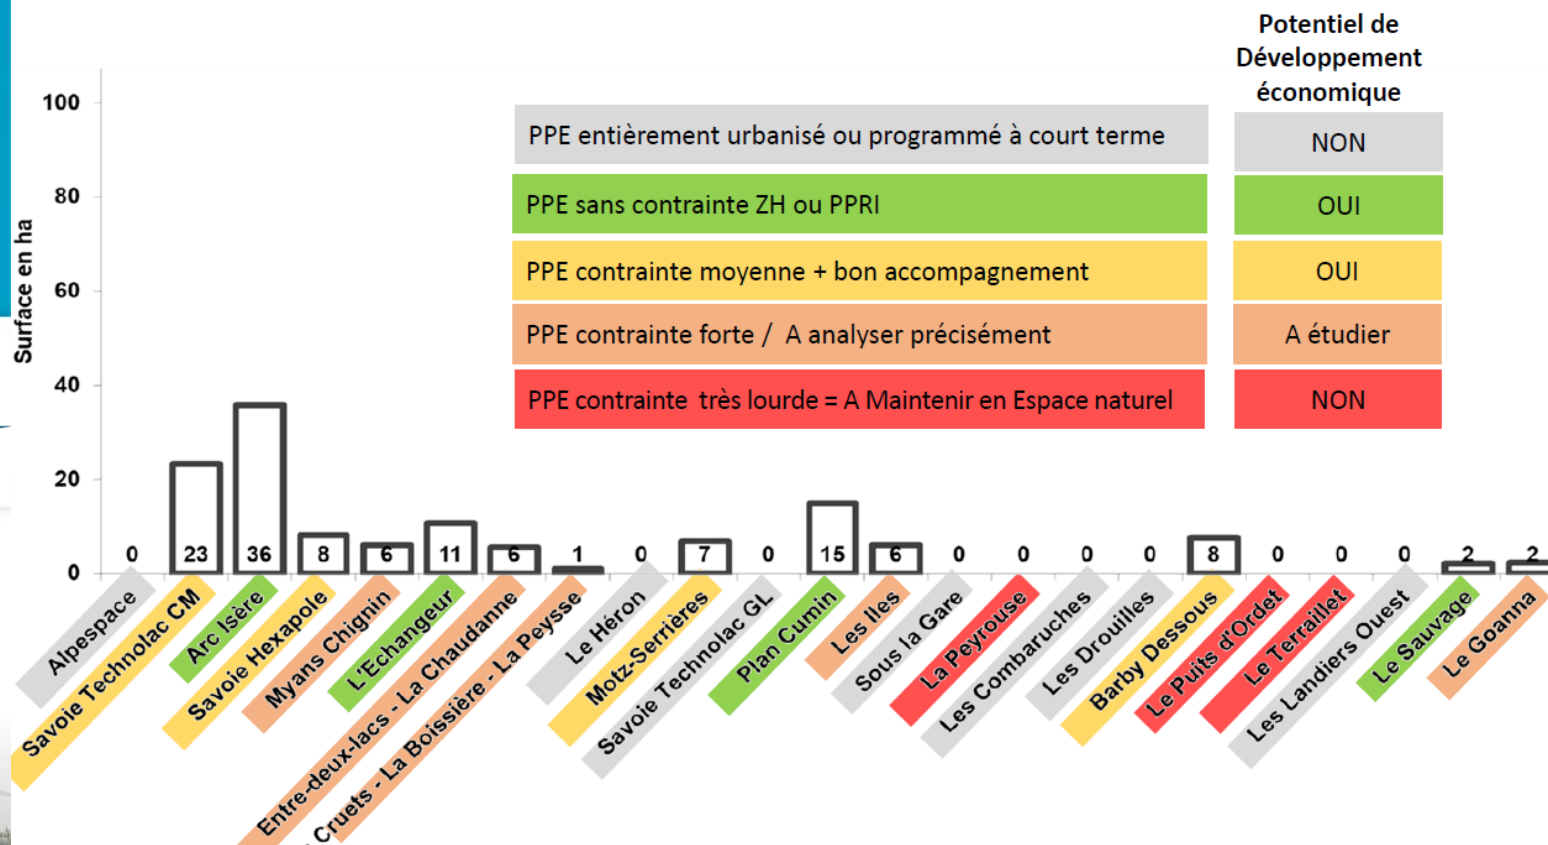 Potentiel de
Développement
économique
PPE entièrement urbanisé ou programmé à court terme
NON
PPE sans contrainte ZH ou PPRI
OUI
PPE contrainte moyenne + bon accompagnement
OUI
PPE contrainte forte / A analyser précisément
A étudier
PPE contrainte très lourde = A Maintenir en Espace naturel
NON
Surface en ha
100
80
60
40
20
0
0
23
36
8
6
11
6
1
0
7
0
15
6
0
0
0
0
8
0
0
0
2
2
Alpespace
Savoie Technolac CM
Arc Isère
Savoie Hexapole
Myans Chignin
L'Echangeur
Entre-deux-lacs - La Chaudanne
Cruets - La Boissière - La Peysse
Le Héron
Motz-Serrières
Savoie Technolac GL
Plan Cumin
Les Iles
Sous la Gare
La Peyrouse
Les Combaruches
Les Drouilles
Barby Dessous
Le Puits d'Ordet
Le Terraillet
Les Landiers Ouest
Le Sauvage
Le Goanna